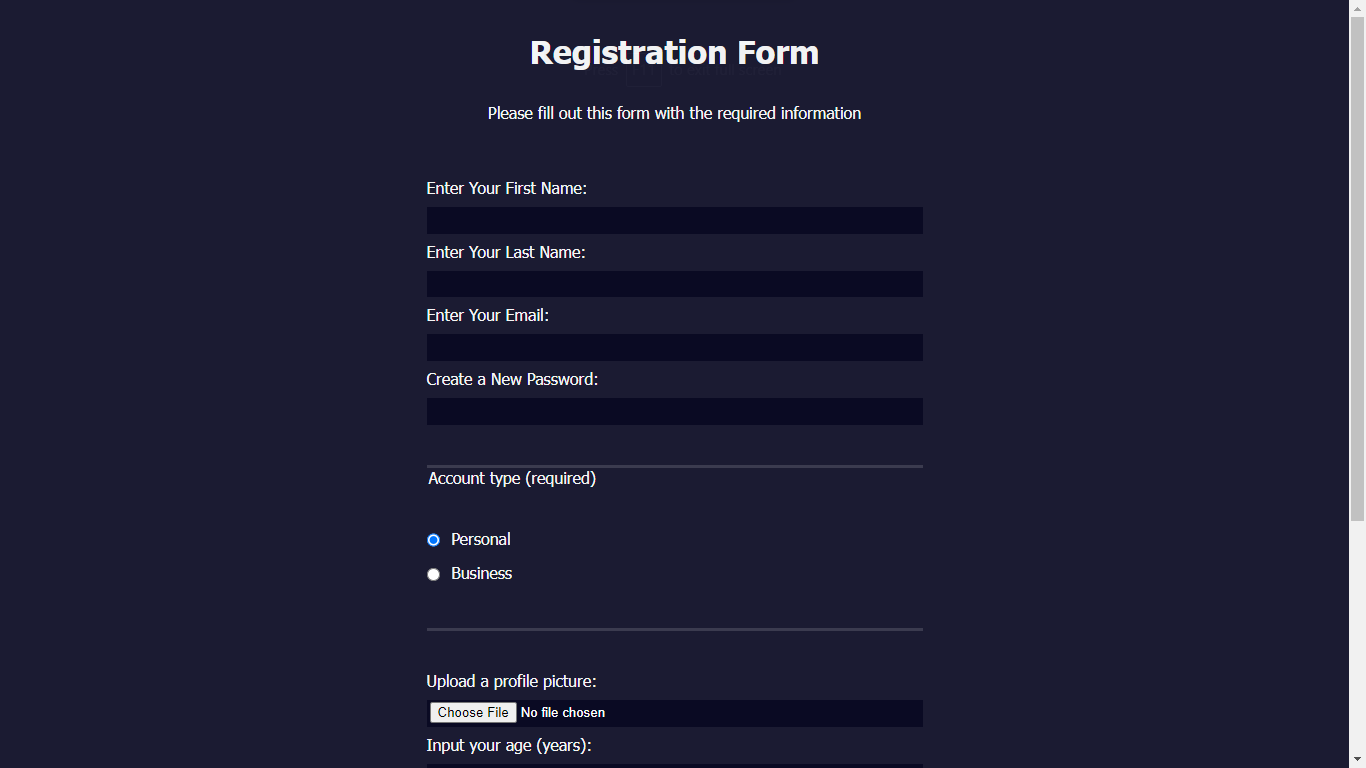 Registration Form
Please fill out this form with the required information
Enter Your First Name:
Enter Your Last Name:
Enter Your Email:
Create a New Password:
Account type (required)
Personal
Business
Upload a profile picture:
Choose File No file chosen
Input your age (years):